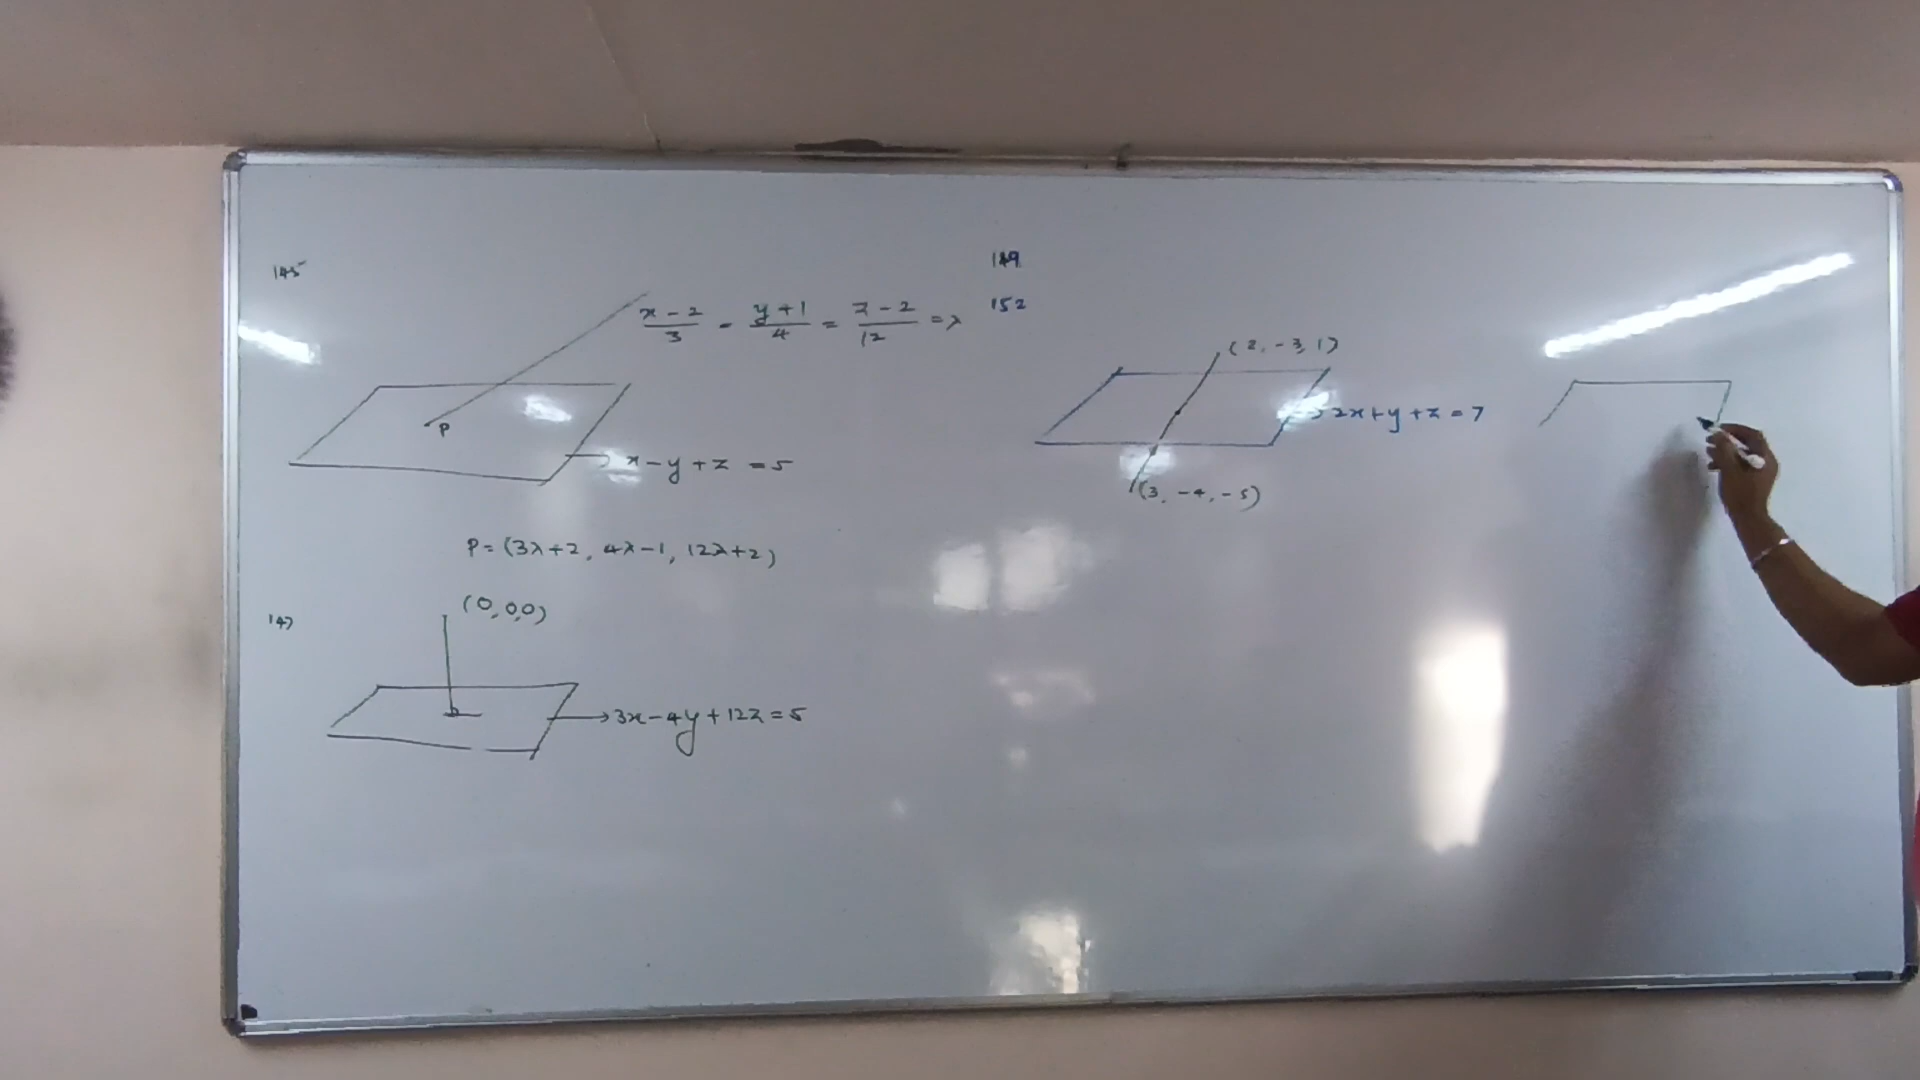 145
x-2/3 = y+1/4 = z-2/12 = λ
P
x-y+z = 5
P = (3λ+2, 4λ-1, 12λ+2)
147
(0,0,0)
3x-4y+12z=5
149
152
(2,-3,1)
2x+y+z=7
(3,-4,-5)